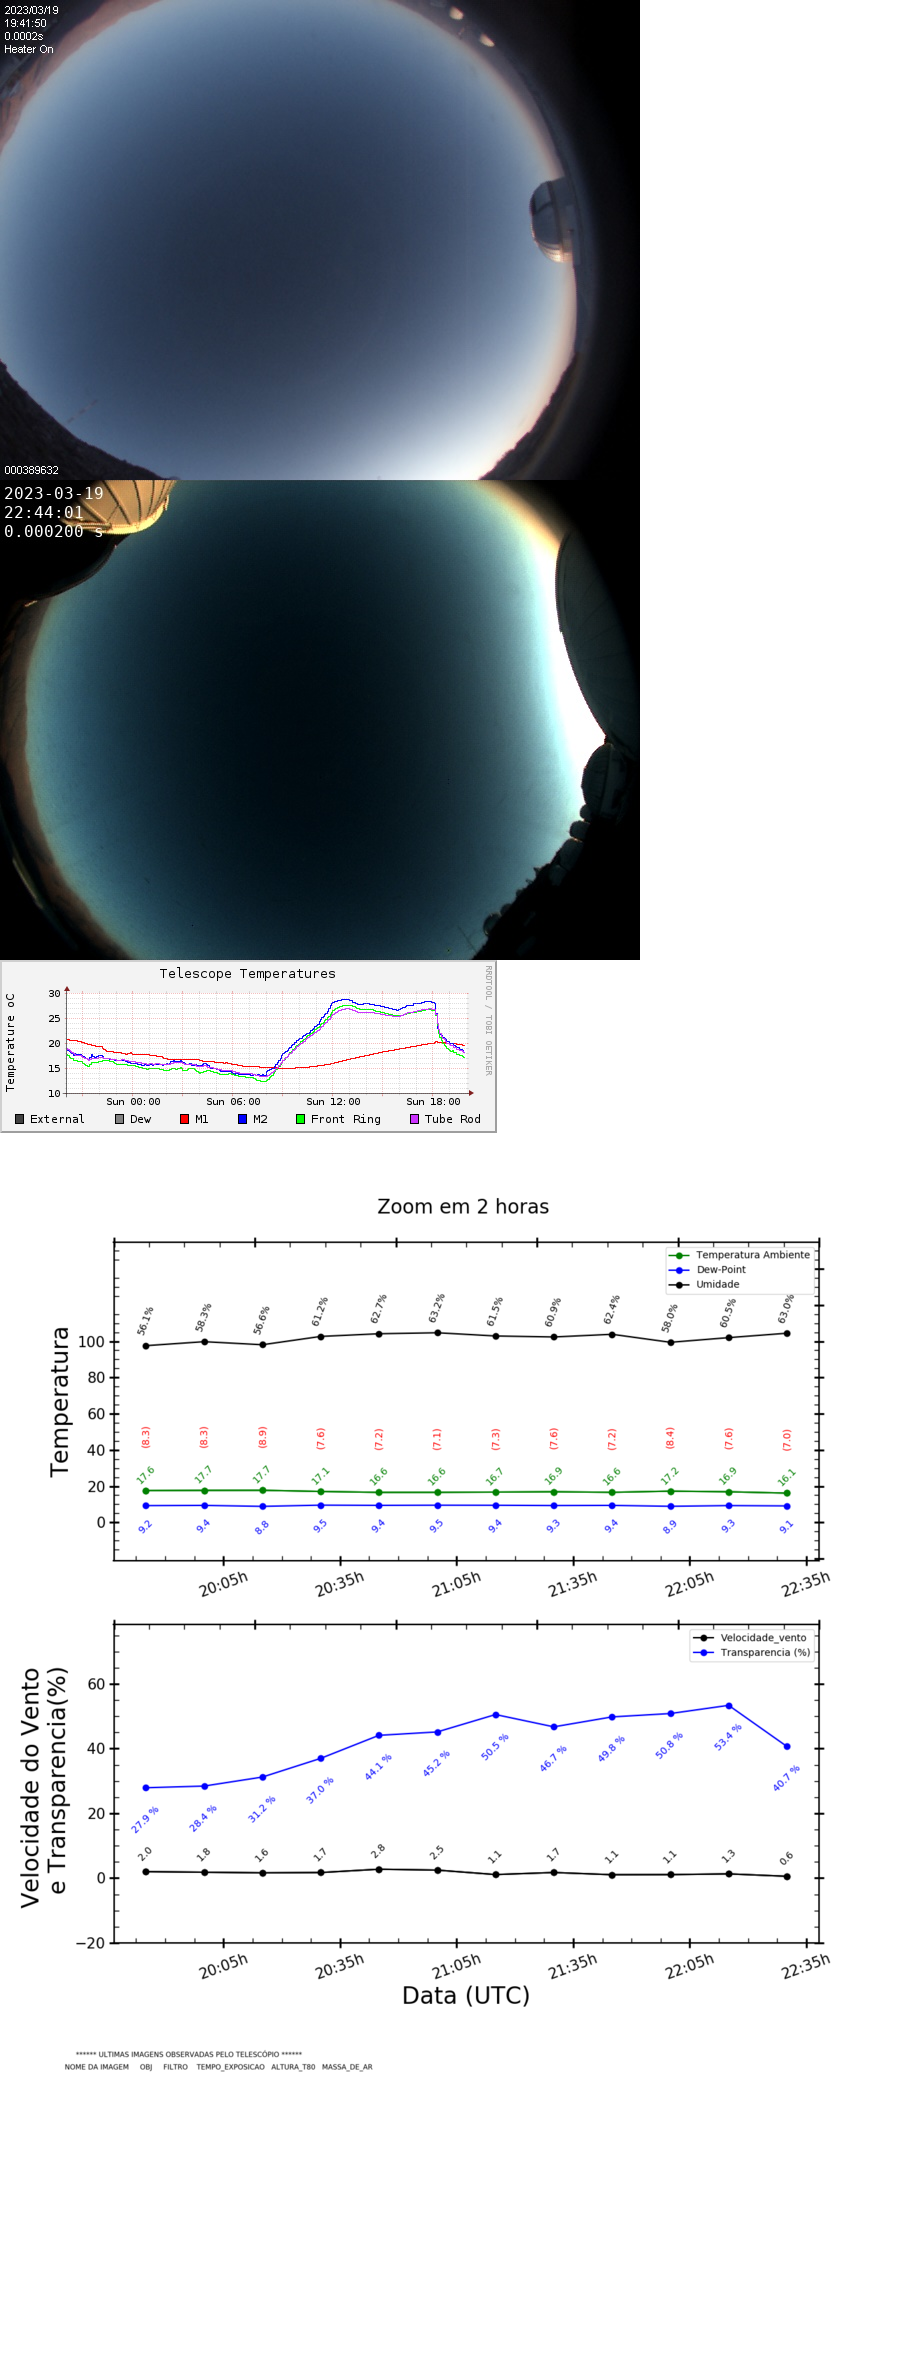 2023/03/19
19:41:50
0.0002s
Heater On
000389632
2023-03-19
22:44:01
0.000200 s
Telescope Temperatures
RRDTOOL / TOBI OETIKER
Temperature oC
30
25
20
15
10
Sun 00:00 Sun 06:00 Sun 12:00 Sun 18:00
External Dew M1 M2 Front Ring Tube Rod
Zoom em 2 horas
Temperatura Ambiente
Dew-Point
Umidade
56.1% 58.3% 56.6% 61.2% 62.7% 63.2% 61.5% 60.9% 62.4% 58.0% 60.5% 63.0%
Temperatura
100
80
60
40
20
0
(8.3) (8.3) (8.9) (7.6) (7.2) (7.1) (7.3) (7.6) (7.2) (8.4) (7.6) (7.0)
17.6 17.7 17.7 17.1 16.6 16.6 16.7 16.9 16.6 17.2 16.9 16.1
9.2 9.4 8.8 9.5 9.4 9.5 9.4 9.3 9.4 8.9 9.3 9.1
20:05h 20:35h 21:05h 21:35h 22:05h 22:35h
Velocidade_vento
Transparencia (%)
Velocidade do Vento
e Transparencia(%)
60
40
20
0
−20
27.9 % 28.4 % 31.2 % 37.0 % 44.1 % 45.2 % 50.5 % 46.7 % 49.8 % 50.8 % 53.4 % 40.7 %
2.0 1.8 1.6 1.7 2.8 2.5 1.1 1.7 1.1 1.1 1.3 0.6
20:05h 20:35h 21:05h 21:35h 22:05h 22:35h
Data (UTC)
****** ULTIMAS IMAGENS OBSERVADAS PELO TELESCÓPIO ******
NOME DA IMAGEM OBJ FILTRO TEMPO_EXPOSICAO ALTURA_T80 MASSA_DE_AR